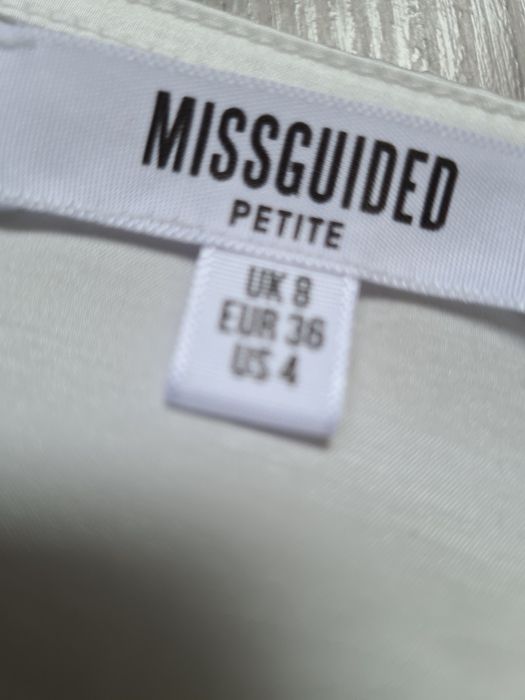 MISSGUIDED
PETITE
UK 8
EUR 36
US 4